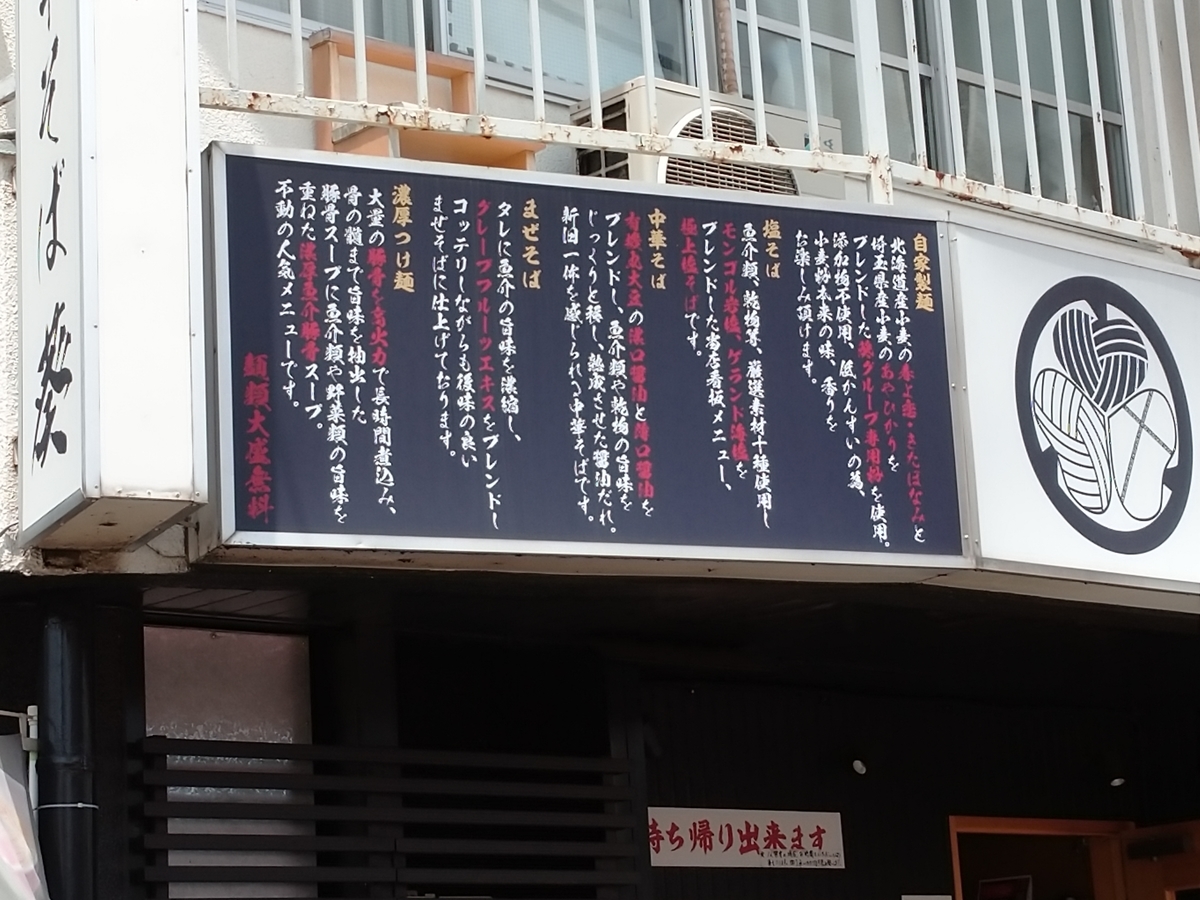 自家製麺
北海道産小麦の春よ恋・きたほなみと
埼玉県産小麦のあやひかりを
ブレンドした葵グループ専用粉を使用。
添加物不使用、低かんすいの為、
小麦粉本来の味、香りを
お楽しみ頂けます。
塩そば
魚介類、乾物等、厳選素材十種使用し
モンゴル岩塩、ゲランド海塩を
ブレンドした当店看板メニュー、
極上塩そばです。
中華そば
有機丸大豆の濃口醤油と薄口醤油を
ブレンドし、魚介類や乾物の旨味を
じっくりと移し、熟成させた醤油だれ。
新旧一体を感じられる中華そばです。
まぜそば
タレに魚介の旨味を濃縮し、
グレープフルーツエキスをブレンドし
コッテリしながらも後味の良い
まぜそばに仕上げております。
濃厚つけ麺
大量の豚骨を高火力で長時間煮込み、
骨の髄まで旨味を抽出した
豚骨スープに魚介類や野菜類の旨味を
重ねた濃厚魚介豚骨スープ。
不動の人気メニューです。
麺類大盛無料
そば 葵
持ち帰り出来ます